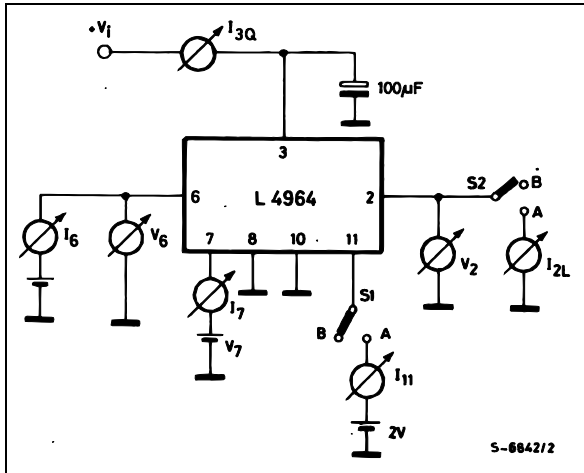 +Vi
I3Q
100µF
3
6
L 4964
2
S2
B
A
7
8
10
11
I6
V6
I7
V7
S1
B
A
V2
I2L
I11
2V
S-6842/2